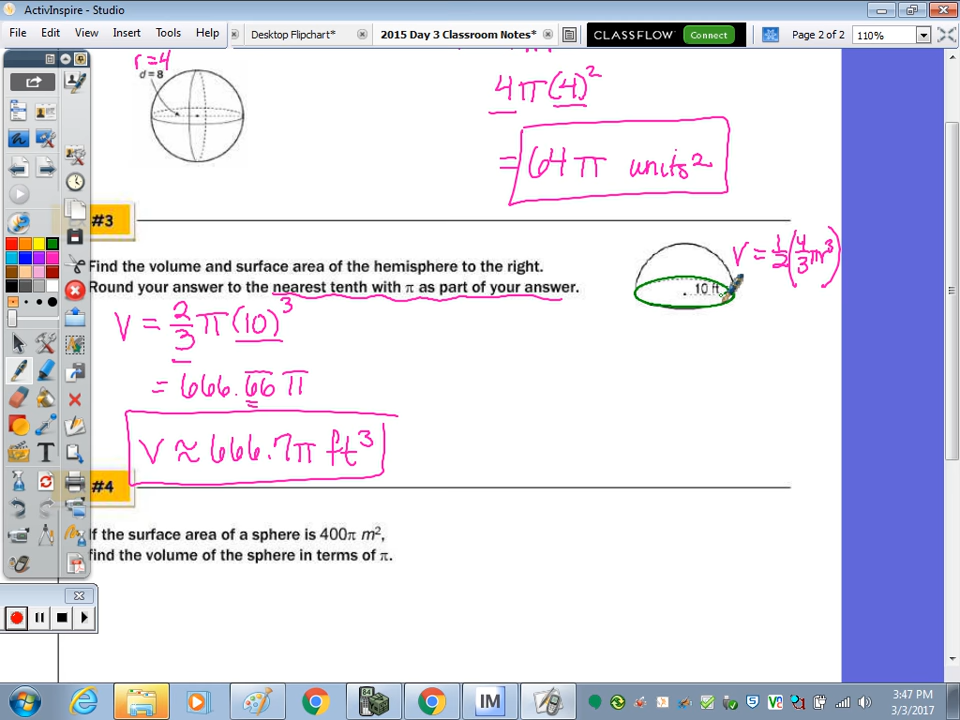 ActivInspire - Studio
File Edit View Insert Tools Help Desktop Flipchart* 2015 Day 3 Classroom Notes* CLASSFLOW Connect Page 2 of 2 110%
r=4
d=8
4π(4)²
= 64π units²
#3
Find the volume and surface area of the hemisphere to the right.
Round your answer to the nearest tenth with π as part of your answer.
10 ft
V = 1/2(4/3πr³)
V = 2/3 π(10)³
= 666.66 π
V ≈ 666.7π ft³
#4
If the surface area of a sphere is 400π m²,
find the volume of the sphere in terms of π.
84
IM
3:47 PM
3/3/2017